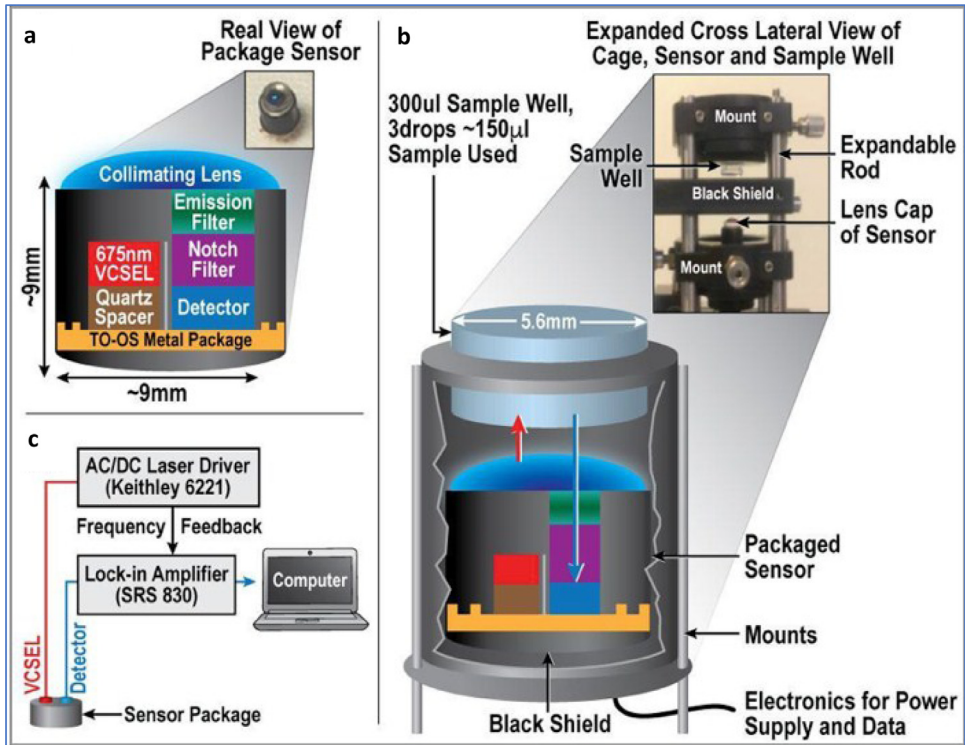 a
Real View of
Package Sensor
Collimating Lens
Emission
Filter
675nm
VCSEL
Notch
Filter
Quartz
Spacer
Detector
TO-OS Metal Package
~9mm
~9mm
b
Expanded Cross Lateral View of
Cage, Sensor and Sample Well
300ul Sample Well,
3drops ~150µl
Sample Used
Mount
Sample
Well
Expandable
Rod
Black Shield
Lens Cap
of Sensor
Mount
5.6mm
Packaged
Sensor
Mounts
Black Shield
Electronics for Power
Supply and Data
c
AC/DC Laser Driver
(Keithley 6221)
Frequency
Feedback
Lock-in Amplifier
(SRS 830)
Computer
VCSEL
Detector
Sensor Package